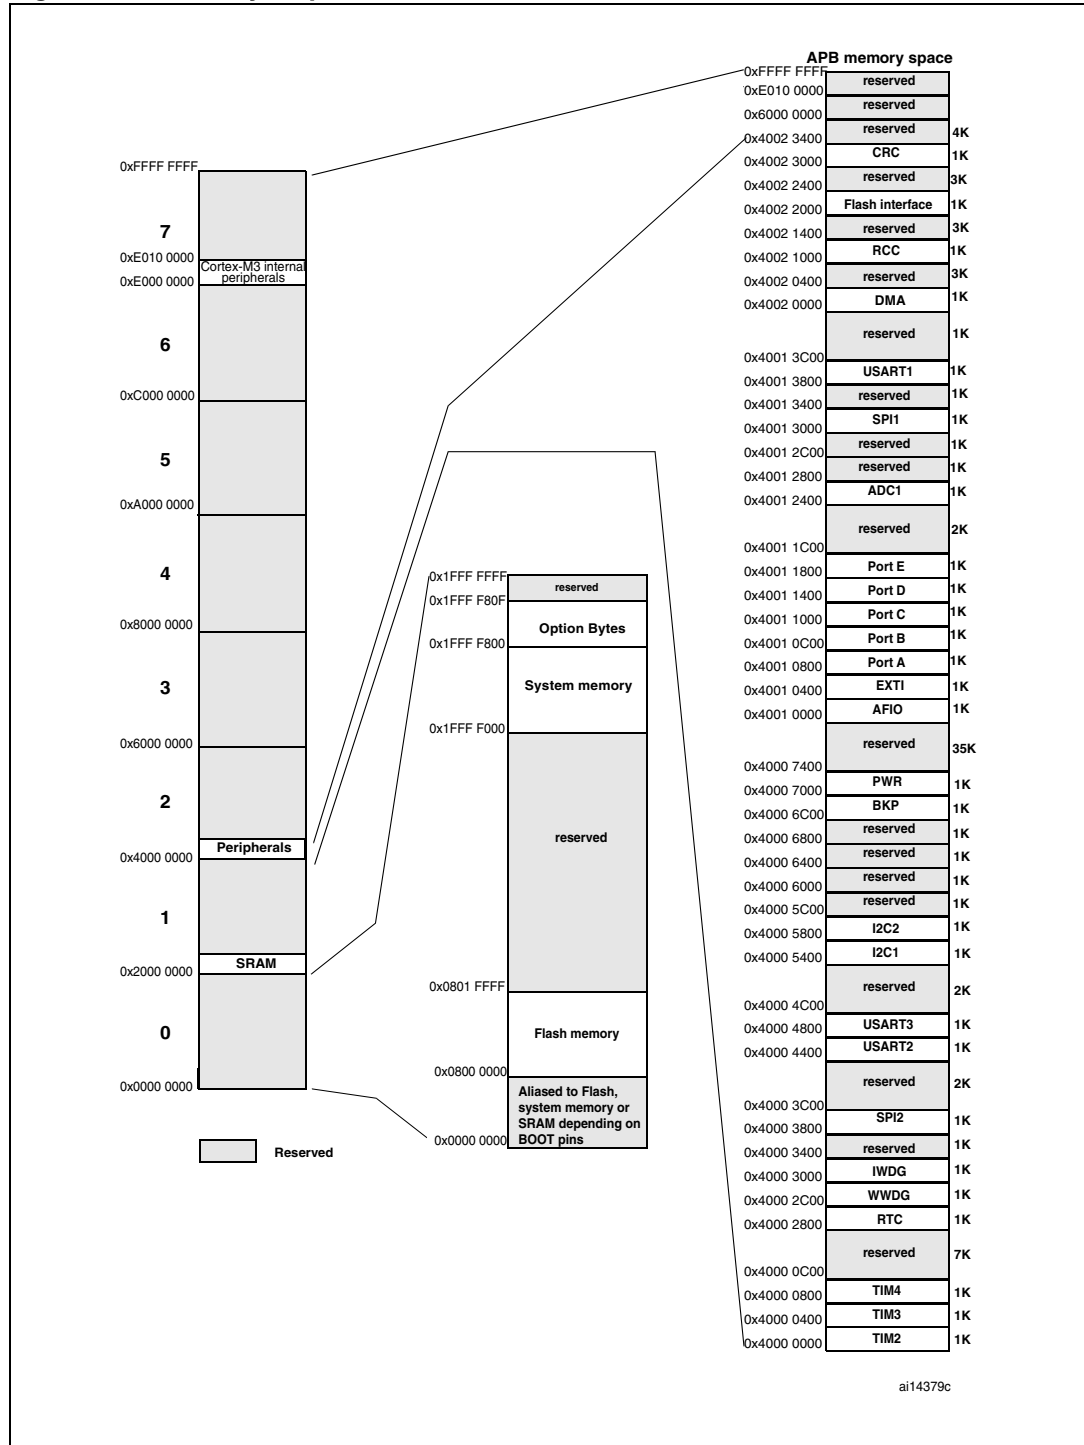 APB memory space
0xFFFF FFFF
reserved
0xE010 0000
reserved
0x6000 0000
reserved 4K
0x4002 3400
CRC 1K
0x4002 3000
reserved 3K
0x4002 2400
Flash interface 1K
0x4002 2000
reserved 3K
0x4002 1400
RCC 1K
0x4002 1000
reserved 3K
0x4002 0400
DMA 1K
0x4002 0000
reserved 1K
0x4001 3C00
USART1 1K
0x4001 3800
reserved 1K
0x4001 3400
SPI1 1K
0x4001 3000
reserved 1K
0x4001 2C00
reserved 1K
0x4001 2800
ADC1 1K
0x4001 2400
reserved 2K
0x4001 1C00
Port E 1K
0x4001 1800
Port D 1K
0x4001 1400
Port C 1K
0x4001 1000
Port B 1K
0x4001 0C00
Port A 1K
0x4001 0800
EXTI 1K
0x4001 0400
AFIO 1K
0x4001 0000
reserved 35K
0x4000 7400
PWR 1K
0x4000 7000
BKP 1K
0x4000 6C00
reserved 1K
0x4000 6800
reserved 1K
0x4000 6400
reserved 1K
0x4000 6000
reserved 1K
0x4000 5C00
I2C2 1K
0x4000 5800
I2C1 1K
0x4000 5400
reserved 2K
0x4000 4C00
USART3 1K
0x4000 4800
USART2 1K
0x4000 4400
reserved 2K
0x4000 3C00
SPI2 1K
0x4000 3800
reserved 1K
0x4000 3400
IWDG 1K
0x4000 3000
WWDG 1K
0x4000 2C00
RTC 1K
0x4000 2800
reserved 7K
0x4000 0C00
TIM4 1K
0x4000 0800
TIM3 1K
0x4000 0400
TIM2 1K
0x4000 0000
0xFFFF FFFF
7
0xE010 0000
Cortex-M3 internal
peripherals
0xE000 0000
6
0xC000 0000
5
0xA000 0000
4
0x8000 0000
3
0x6000 0000
2
Peripherals
0x4000 0000
1
SRAM
0x2000 0000
0
0x0000 0000
Reserved
0x1FFF FFFF
reserved
0x1FFF F80F
Option Bytes
0x1FFF F800
System memory
0x1FFF F000
reserved
0x0801 FFFF
Flash memory
0x0800 0000
Aliased to Flash,
system memory or
SRAM depending on
BOOT pins
0x0000 0000
ai14379c